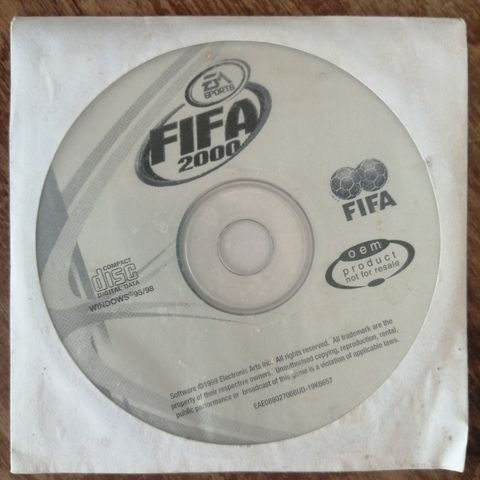 EA
SPORTS
FIFA
2000
FIFA
oem
product
not for resale
COMPACT
disc
DIGITAL DATA
WINDOWS®95/98
Software ©1999 Electronic Arts Inc. All rights reserved. All trademark are the
property of their respective owners. Unauthorised copying, reproduction, rental,
public performance or broadcast of this game is a violation of applicable laws.